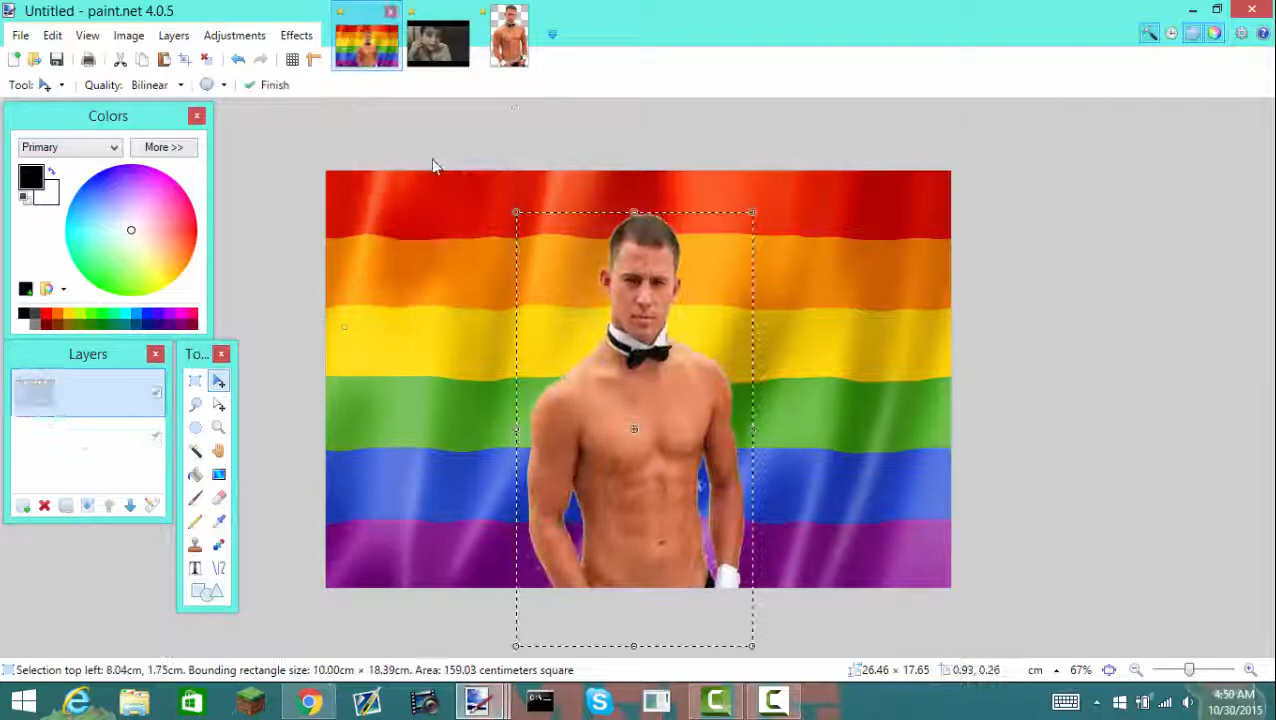 Untitled - paint.net 4.0.5
File Edit View Image Layers Adjustments Effects
Tool: Quality: Bilinear Finish
Colors
Primary More >>
Layers
To...
Selection top left: 8.04cm, 1.75cm. Bounding rectangle size: 10.00cm × 18.39cm. Area: 159.03 centimeters square
26.46 × 17.65 0.93, 0.26 cm 67%
4:50 AM
10/30/2015